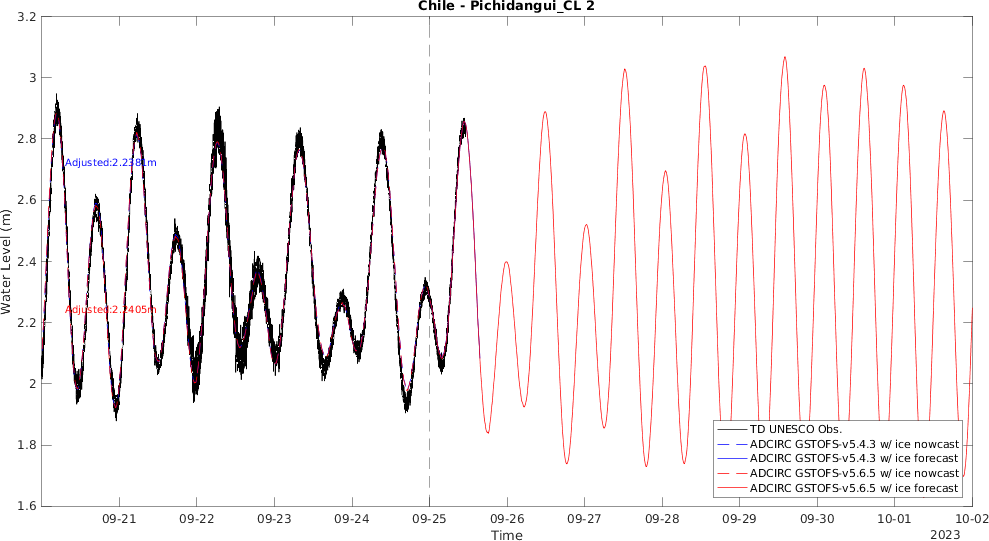 Chile - Pichidangui_CL 2
3.2
3
2.8
2.6
2.4
2.2
2
1.8
1.6
Water Level (m)
Adjusted:2.2381m
Adjusted:2.2405m
TD UNESCO Obs.
ADCIRC GSTOFS-v5.4.3 w/ ice nowcast
ADCIRC GSTOFS-v5.4.3 w/ ice forecast
ADCIRC GSTOFS-v5.6.5 w/ ice nowcast
ADCIRC GSTOFS-v5.6.5 w/ ice forecast
09-21 09-22 09-23 09-24 09-25 09-26 09-27 09-28 09-29 09-30 10-01 10-02
Time
2023